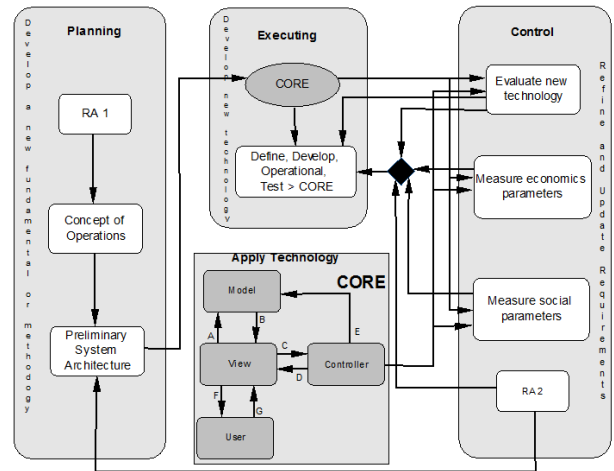 Planning
Develop a new fundamental or methodology
RA 1
Concept of
Operations
Preliminary
System
Architecture
Executing
Develop new technology
CORE
Define, Develop,
Operational,
Test > CORE
Apply Technology
CORE
Model
A
B
View
C
D
E
Controller
F
G
User
Control
Refine and Update Requirements
Evaluate new
technology
Measure economics
parameters
Measure social
parameters
RA2